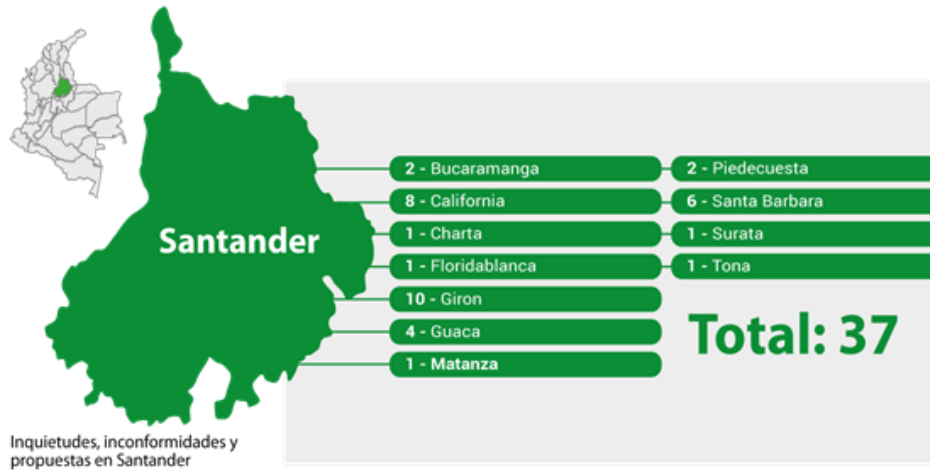 Santander
2 - Bucaramanga
8 - California
1 - Charta
1 - Floridablanca
10 - Giron
4 - Guaca
1 - Matanza
2 - Piedecuesta
6 - Santa Barbara
1 - Surata
1 - Tona
Total: 37
Inquietudes, inconformidades y
propuestas en Santander